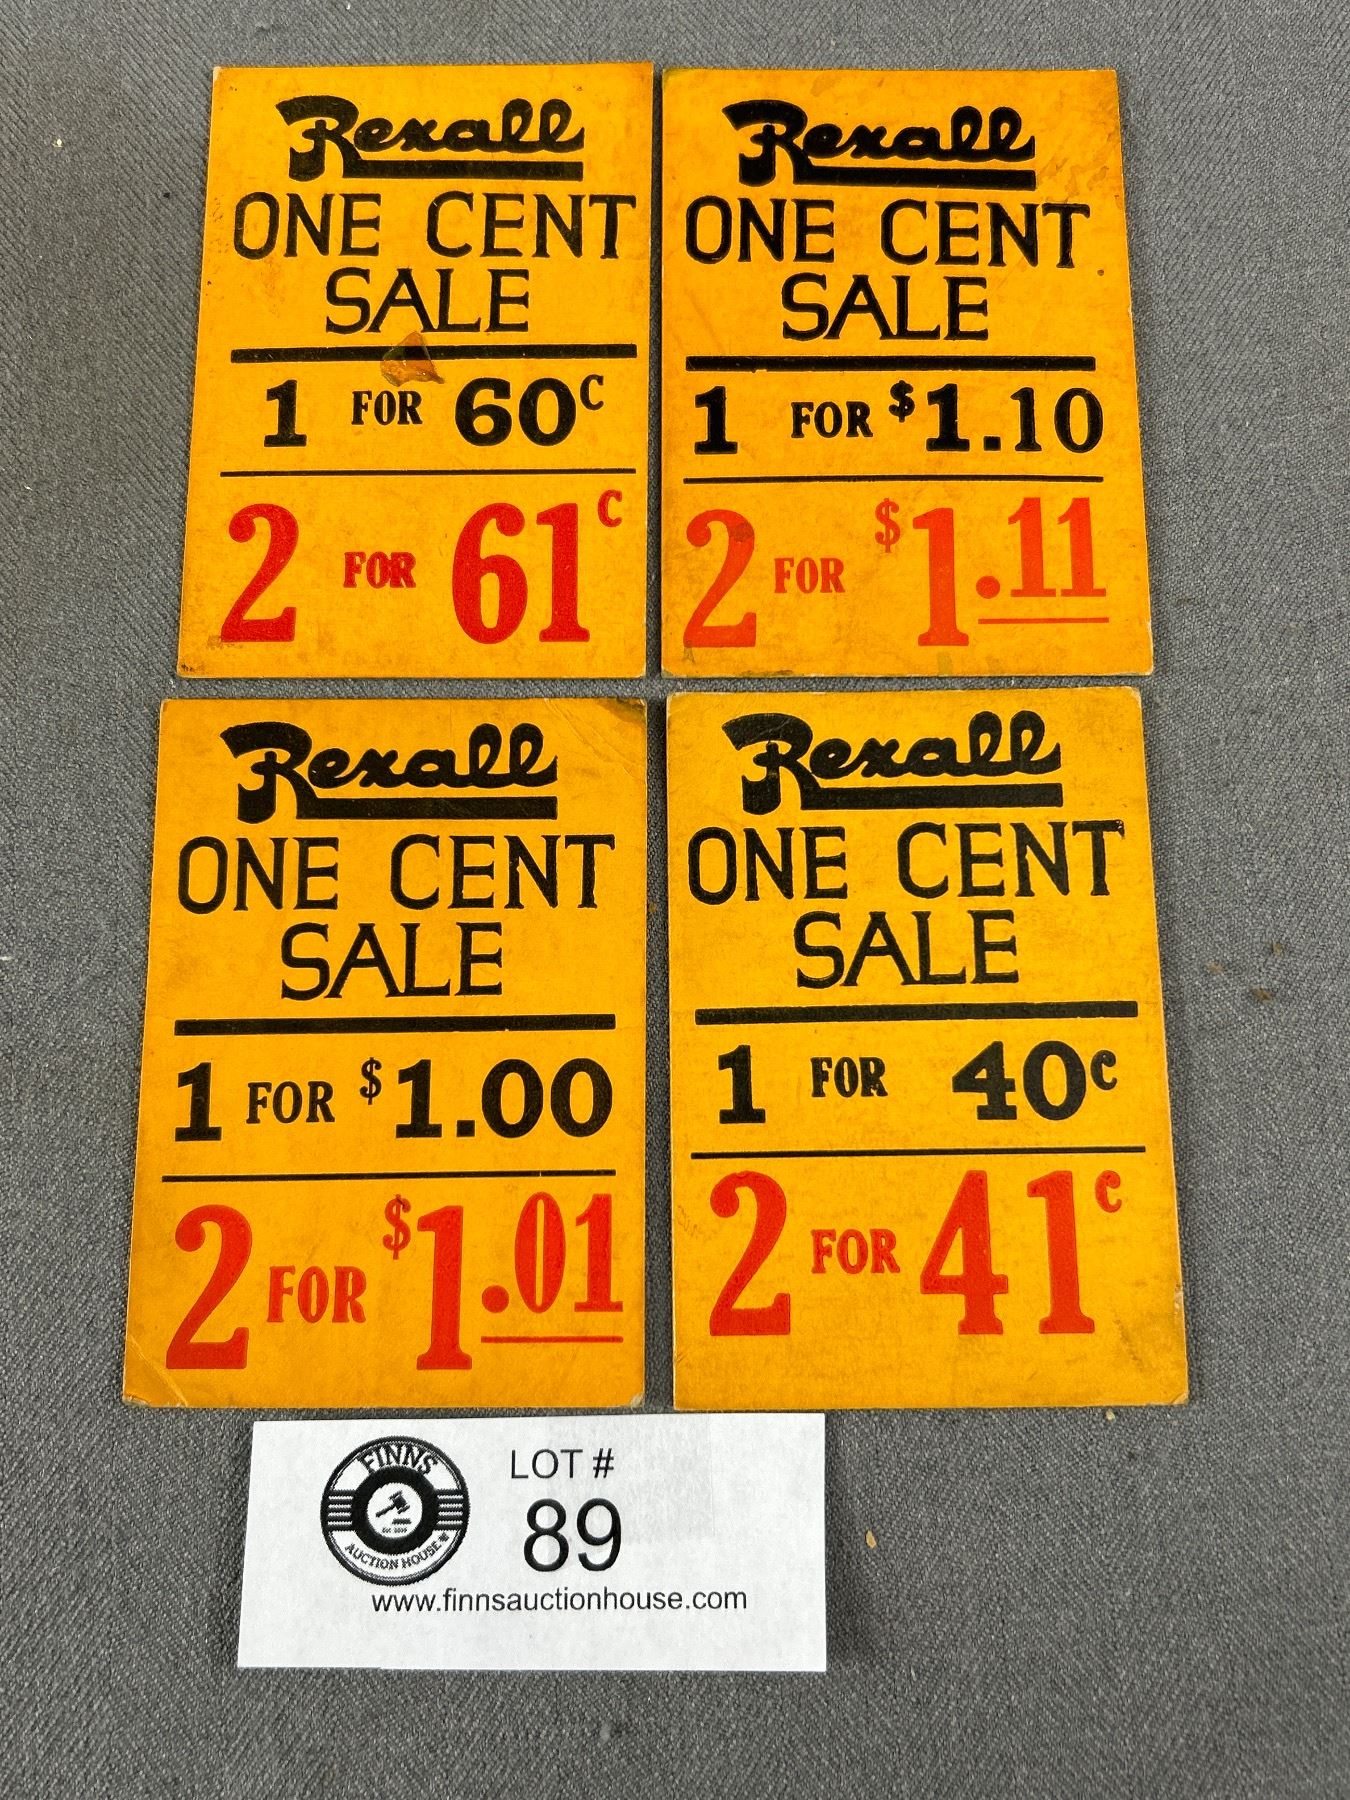 Rexall
ONE CENT
SALE
1 FOR 60c
2 FOR 61c
Rexall
ONE CENT
SALE
1 FOR $1.10
2 FOR $1.11
Rexall
ONE CENT
SALE
1 FOR $1.00
2 FOR $1.01
Rexall
ONE CENT
SALE
1 FOR 40c
2 FOR 41c
FINNS
AUCTION HOUSE
LOT #
89
www.finnsauctionhouse.com